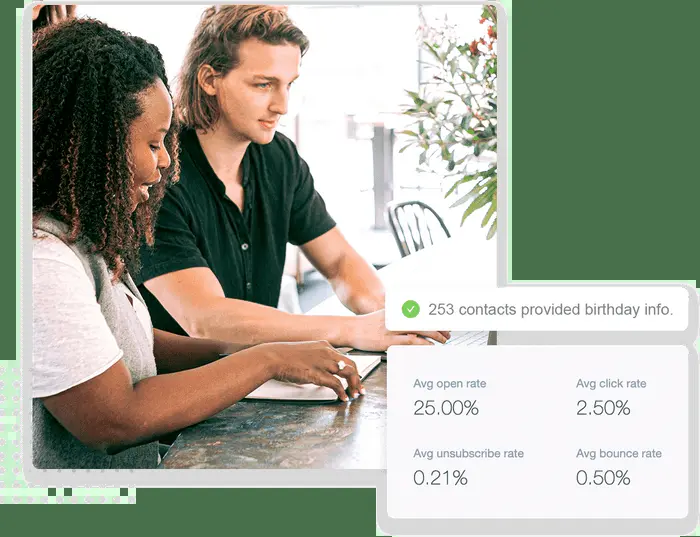 253 contacts provided birthday info.
Avg open rate
Avg click rate
25.00%
2.50%
Avg unsubscribe rate
Avg bounce rate
0.21%
0.50%